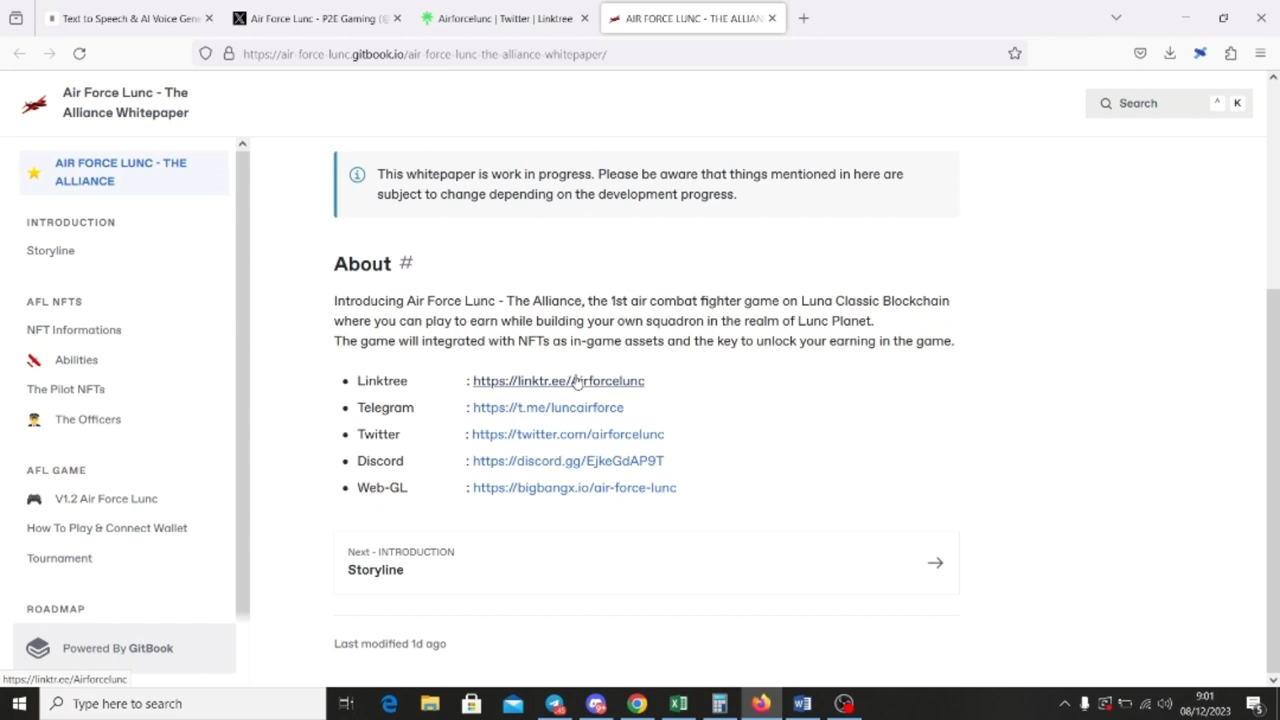 Text to Speech & AI Voice Gene
Air Force Lunc - P2E Gaming (@
Airforcelunc | Twitter | Linktree
AIR FORCE LUNC - THE ALLIAN
https://air-force-lunc.gitbook.io/air-force-lunc-the-alliance-whitepaper/
Air Force Lunc - The
Alliance Whitepaper
Search ^ K
AIR FORCE LUNC - THE
ALLIANCE
INTRODUCTION
Storyline
AFL NFTS
NFT Informations
Abilities
The Pilot NFTs
The Officers
AFL GAME
V1.2 Air Force Lunc
How To Play & Connect Wallet
Tournament
ROADMAP
Powered By GitBook
This whitepaper is work in progress. Please be aware that things mentioned in here are
subject to change depending on the development progress.
About #
Introducing Air Force Lunc - The Alliance, the 1st air combat fighter game on Luna Classic Blockchain
where you can play to earn while building your own squadron in the realm of Lunc Planet.
The game will integrated with NFTs as in-game assets and the key to unlock your earning in the game.
Linktree : https://linktr.ee/Airforcelunc
Telegram : https://t.me/luncairforce
Twitter : https://twitter.com/airforcelunc
Discord : https://discord.gg/EjkeGdAP9T
Web-GL : https://bigbangx.io/air-force-lunc
Next - INTRODUCTION
Storyline
Last modified 1d ago
https://linktr.ee/Airforcelunc
Type here to search
9:01
08/12/2023
5